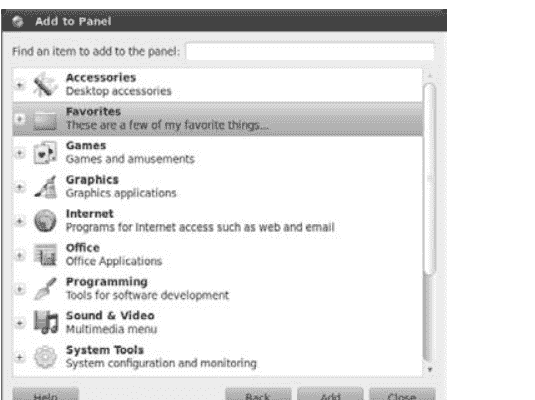 Add to Panel
Find an item to add to the panel:
Accessories
Desktop accessories
Favorites
These are a few of my favorite things...
Games
Games and amusements
Graphics
Graphics applications
Internet
Programs for Internet access such as web and email
Office
Office Applications
Programming
Tools for software development
Sound & Video
Multimedia menu
System Tools
System configuration and monitoring
Help Back Add Close